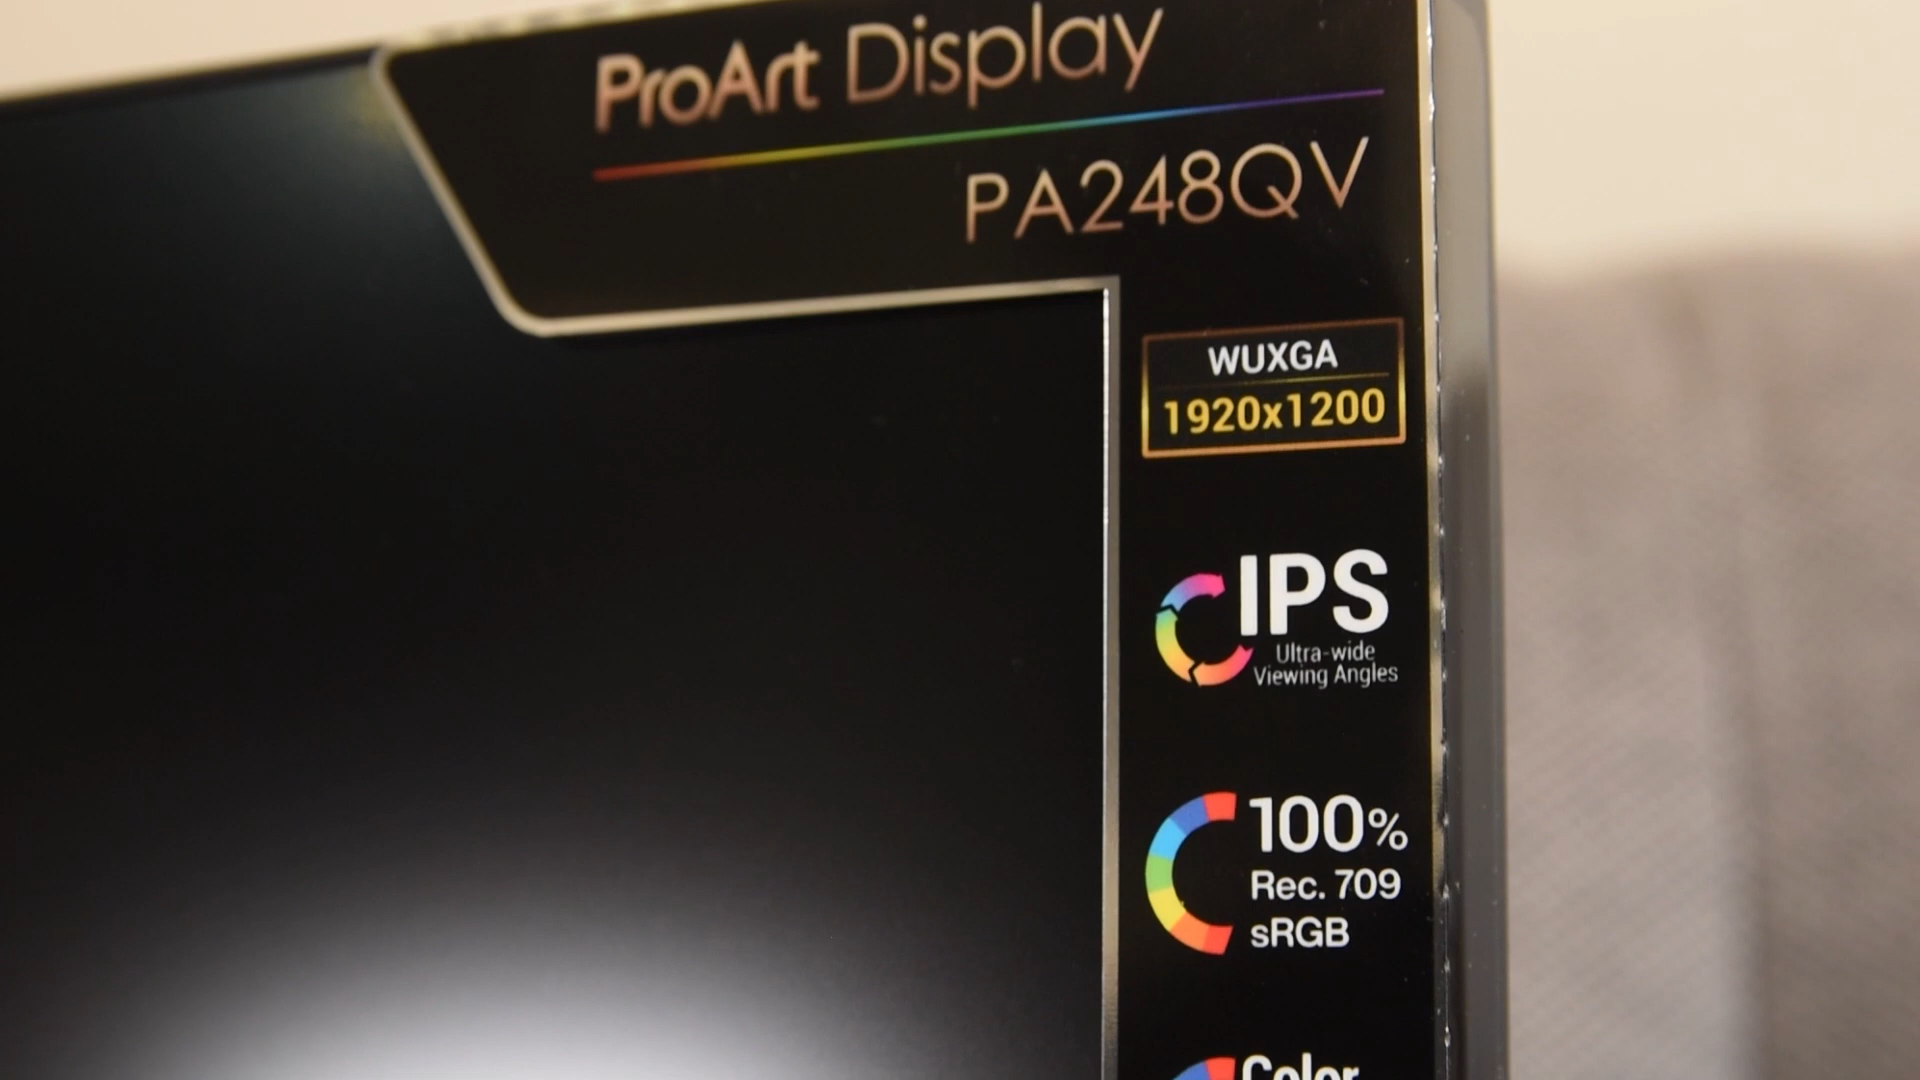 ProArt Display
PA248QV
WUXGA
1920x1200
IPS
Ultra-wide
Viewing Angles
100%
Rec. 709
sRGB
Color